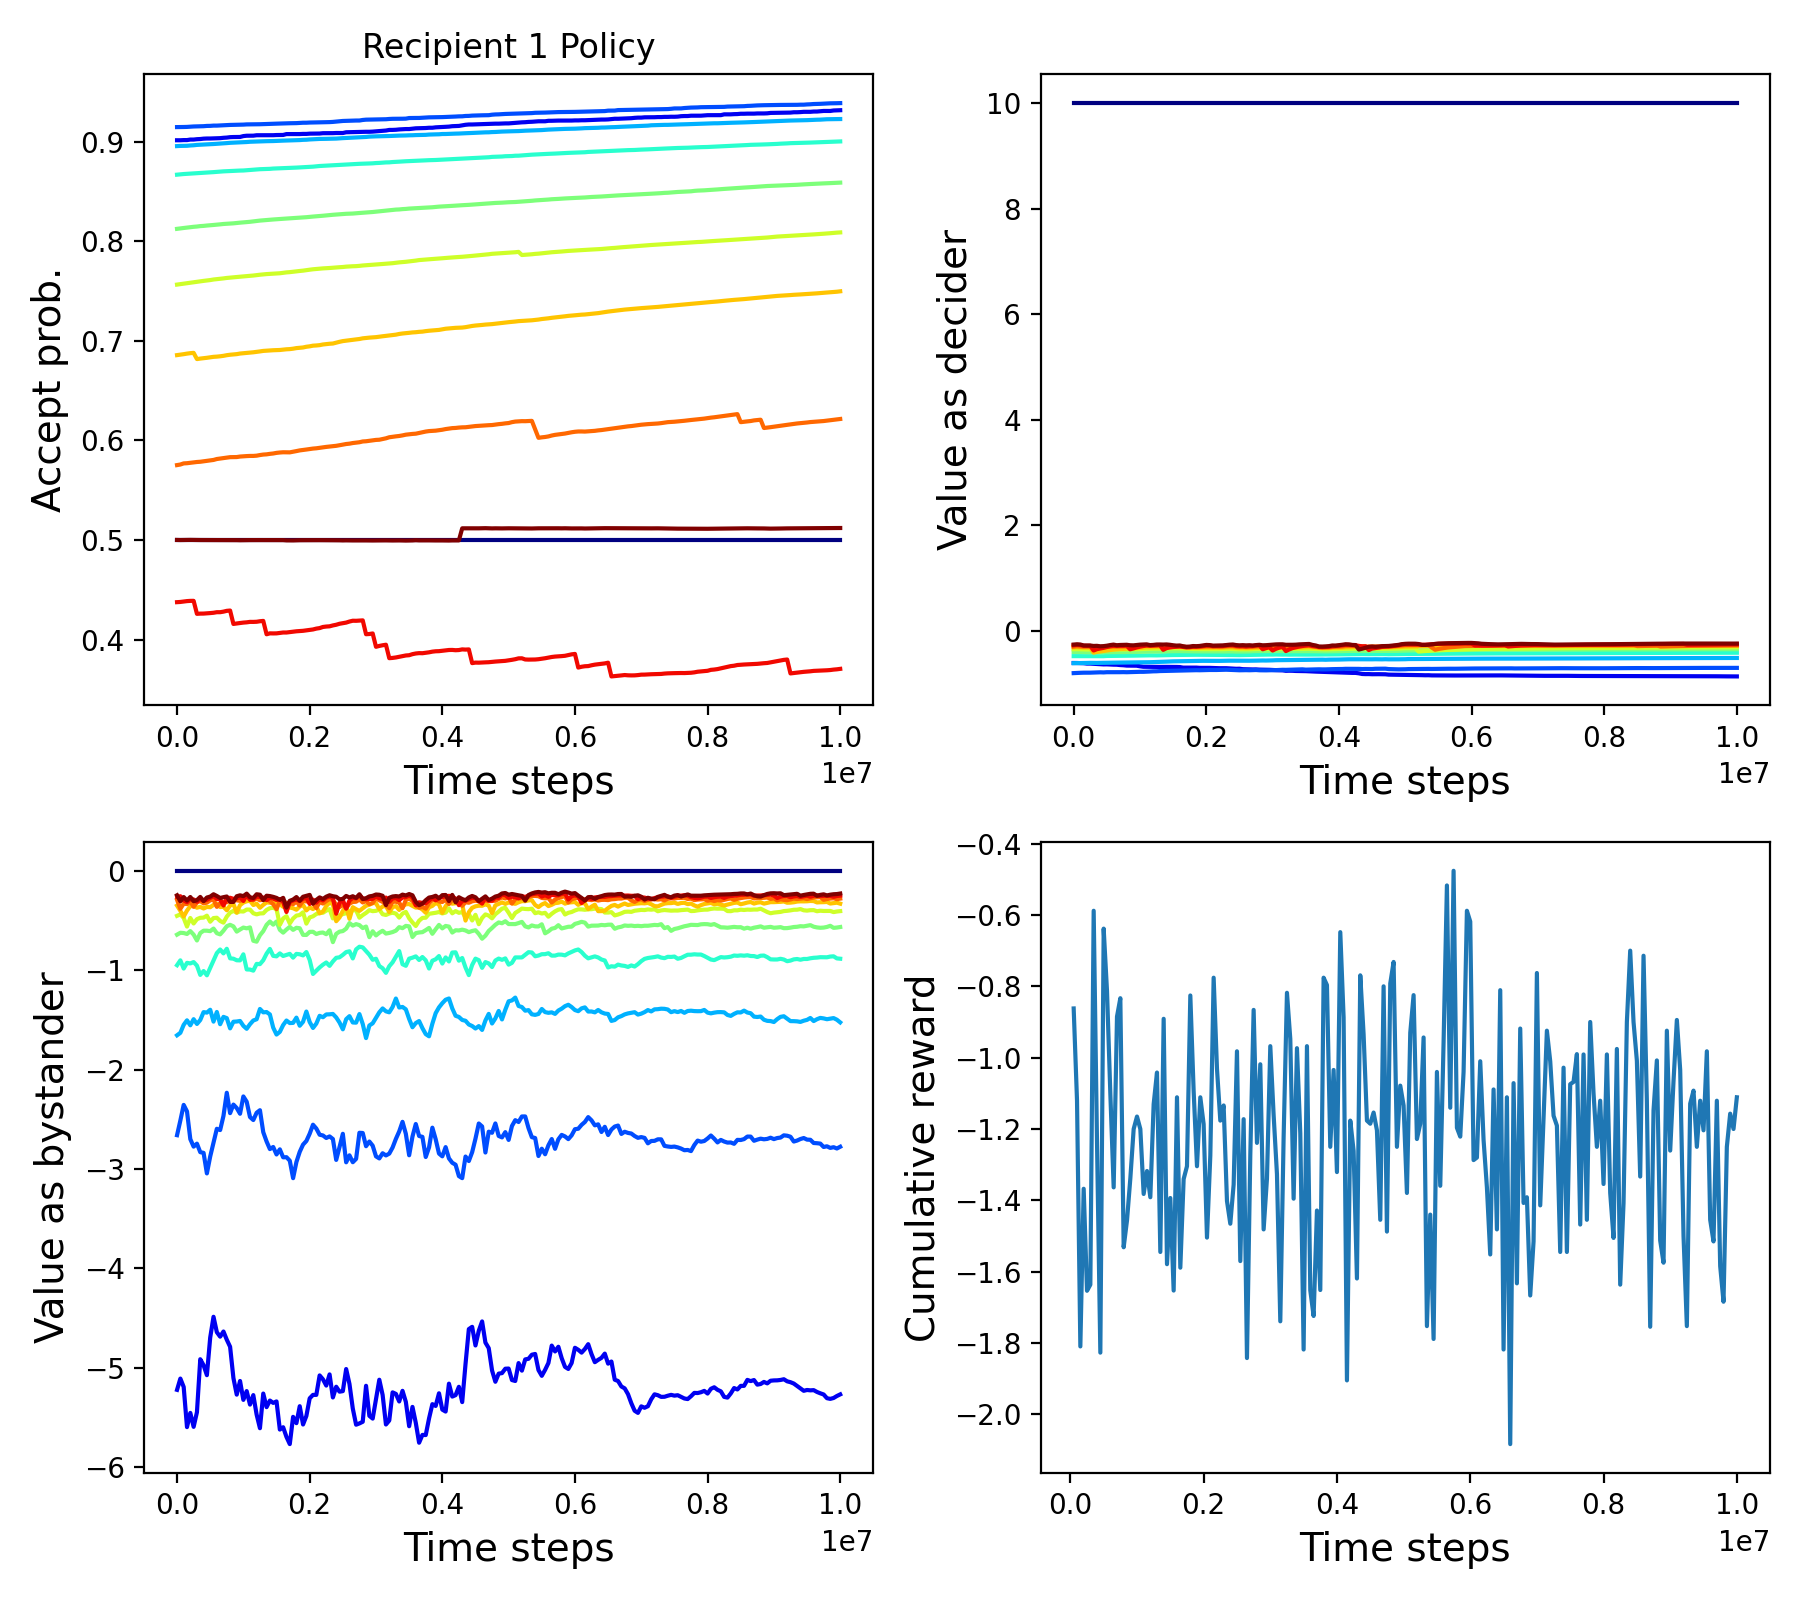 Recipient 1 Policy
Accept prob.
0.9
0.8
0.7
0.6
0.5
0.4
0.0 0.2 0.4 0.6 0.8 1.0
1e7
Time steps
Value as decider
10
8
6
4
2
0
0.0 0.2 0.4 0.6 0.8 1.0
1e7
Time steps
Value as bystander
0
−1
−2
−3
−4
−5
−6
0.0 0.2 0.4 0.6 0.8 1.0
1e7
Time steps
Cumulative reward
−0.4
−0.6
−0.8
−1.0
−1.2
−1.4
−1.6
−1.8
−2.0
0.0 0.2 0.4 0.6 0.8 1.0
1e7
Time steps